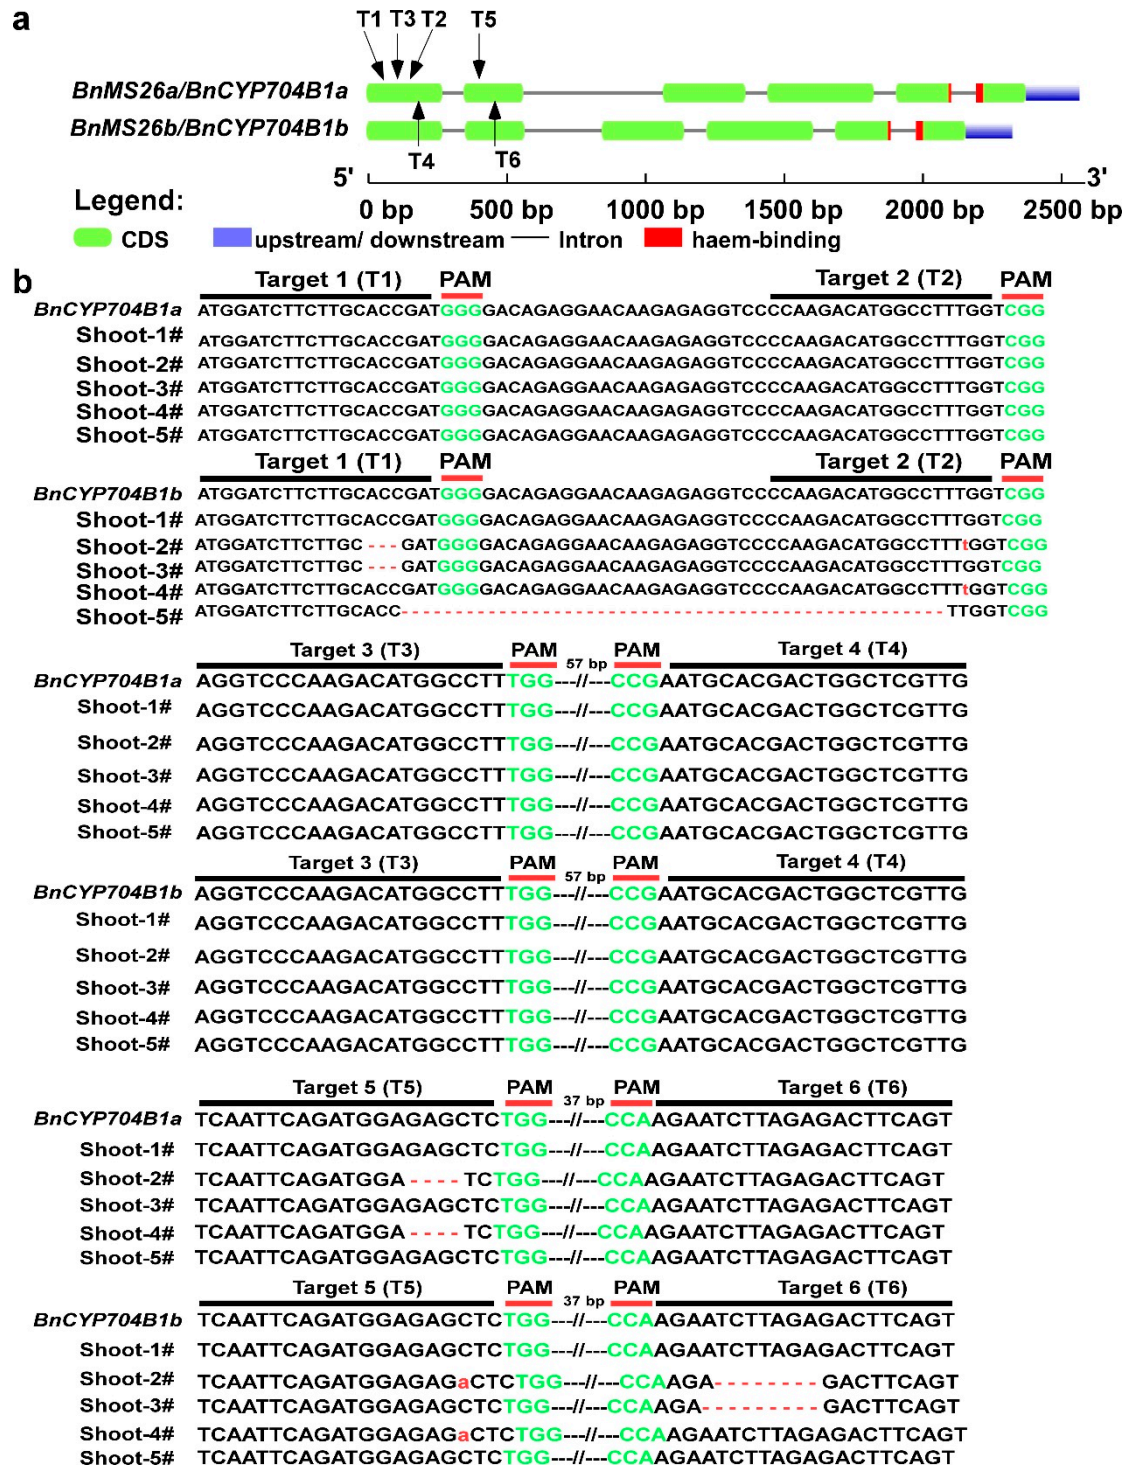 a
T1 T3 T2 T5
BnMS26a/BnCYP704B1a
BnMS26b/BnCYP704B1b
T4 T6
5' 3'
0 bp 500 bp 1000 bp 1500 bp 2000 bp 2500 bp
Legend:
CDS upstream/ downstream Intron haem-binding
b
Target 1 (T1) PAM Target 2 (T2) PAM
BnCYP704B1a ATGGATCTTCTTGCACCGATGGGGACAGAGGAACAAGAGAGGTCCCCAAGACATGGCCTTTGGTCGG
Shoot-1# ATGGATCTTCTTGCACCGATGGGGACAGAGGAACAAGAGAGGTCCCCAAGACATGGCCTTTGGTCGG
Shoot-2# ATGGATCTTCTTGCACCGATGGGGACAGAGGAACAAGAGAGGTCCCCAAGACATGGCCTTTGGTCGG
Shoot-3# ATGGATCTTCTTGCACCGATGGGGACAGAGGAACAAGAGAGGTCCCCAAGACATGGCCTTTGGTCGG
Shoot-4# ATGGATCTTCTTGCACCGATGGGGACAGAGGAACAAGAGAGGTCCCCAAGACATGGCCTTTGGTCGG
Shoot-5# ATGGATCTTCTTGCACCGATGGGGACAGAGGAACAAGAGAGGTCCCCAAGACATGGCCTTTGGTCGG
Target 1 (T1) PAM Target 2 (T2) PAM
BnCYP704B1b ATGGATCTTCTTGCACCGATGGGGACAGAGGAACAAGAGAGGTCCCCAAGACATGGCCTTTGGTCGG
Shoot-1# ATGGATCTTCTTGCACCGATGGGGACAGAGGAACAAGAGAGGTCCCCAAGACATGGCCTTTGGTCGG
Shoot-2# ATGGATCTTCTTGC---GATGGGGACAGAGGAACAAGAGAGGTCCCCAAGACATGGCCTTTtGGTCGG
Shoot-3# ATGGATCTTCTTGC---GATGGGGACAGAGGAACAAGAGAGGTCCCCAAGACATGGCCTTTGGTCGG
Shoot-4# ATGGATCTTCTTGCACCGATGGGGACAGAGGAACAAGAGAGGTCCCCAAGACATGGCCTTTtGGTCGG
Shoot-5# ATGGATCTTCTTGCACC--------------------------------------------TTGGTCGG
Target 3 (T3) PAM 57 bp PAM Target 4 (T4)
BnCYP704B1a AGGTCCCAAGACATGGCCTTTGG---//---CCGAATGCACGACTGGCTCGTTG
Shoot-1# AGGTCCCAAGACATGGCCTTTGG---//---CCGAATGCACGACTGGCTCGTTG
Shoot-2# AGGTCCCAAGACATGGCCTTTGG---//---CCGAATGCACGACTGGCTCGTTG
Shoot-3# AGGTCCCAAGACATGGCCTTTGG---//---CCGAATGCACGACTGGCTCGTTG
Shoot-4# AGGTCCCAAGACATGGCCTTTGG---//---CCGAATGCACGACTGGCTCGTTG
Shoot-5# AGGTCCCAAGACATGGCCTTTGG---//---CCGAATGCACGACTGGCTCGTTG
Target 3 (T3) PAM 57 bp PAM Target 4 (T4)
BnCYP704B1b AGGTCCCAAGACATGGCCTTTGG---//---CCGAATGCACGACTGGCTCGTTG
Shoot-1# AGGTCCCAAGACATGGCCTTTGG---//---CCGAATGCACGACTGGCTCGTTG
Shoot-2# AGGTCCCAAGACATGGCCTTTGG---//---CCGAATGCACGACTGGCTCGTTG
Shoot-3# AGGTCCCAAGACATGGCCTTTGG---//---CCGAATGCACGACTGGCTCGTTG
Shoot-4# AGGTCCCAAGACATGGCCTTTGG---//---CCGAATGCACGACTGGCTCGTTG
Shoot-5# AGGTCCCAAGACATGGCCTTTGG---//---CCGAATGCACGACTGGCTCGTTG
Target 5 (T5) PAM 37 bp PAM Target 6 (T6)
BnCYP704B1a TCAATTCAGATGGAGAGCTCTGG---//---CCAAGAATCTTAGAGACTTCAGT
Shoot-1# TCAATTCAGATGGAGAGCTCTGG---//---CCAAGAATCTTAGAGACTTCAGT
Shoot-2# TCAATTCAGATGGA----TCTGG---//---CCAAGAATCTTAGAGACTTCAGT
Shoot-3# TCAATTCAGATGGAGAGCTCTGG---//---CCAAGAATCTTAGAGACTTCAGT
Shoot-4# TCAATTCAGATGGA----TCTGG---//---CCAAGAATCTTAGAGACTTCAGT
Shoot-5# TCAATTCAGATGGAGAGCTCTGG---//---CCAAGAATCTTAGAGACTTCAGT
Target 5 (T5) PAM 37 bp PAM Target 6 (T6)
BnCYP704B1b TCAATTCAGATGGAGAGCTCTGG---//---CCAAGAATCTTAGAGACTTCAGT
Shoot-1# TCAATTCAGATGGAGAGCTCTGG---//---CCAAGAATCTTAGAGACTTCAGT
Shoot-2# TCAATTCAGATGGAGAGaCTCTGG---//---CCAAGA--------GACTTCAGT
Shoot-3# TCAATTCAGATGGAGAGCTCTGG---//---CCAAGA---------GACTTCAGT
Shoot-4# TCAATTCAGATGGAGAGaCTCTGG---//---CCAAGAATCTTAGAGACTTCAGT
Shoot-5# TCAATTCAGATGGAGAGCTCTGG---//---CCAAGAATCTTAGAGACTTCAGT